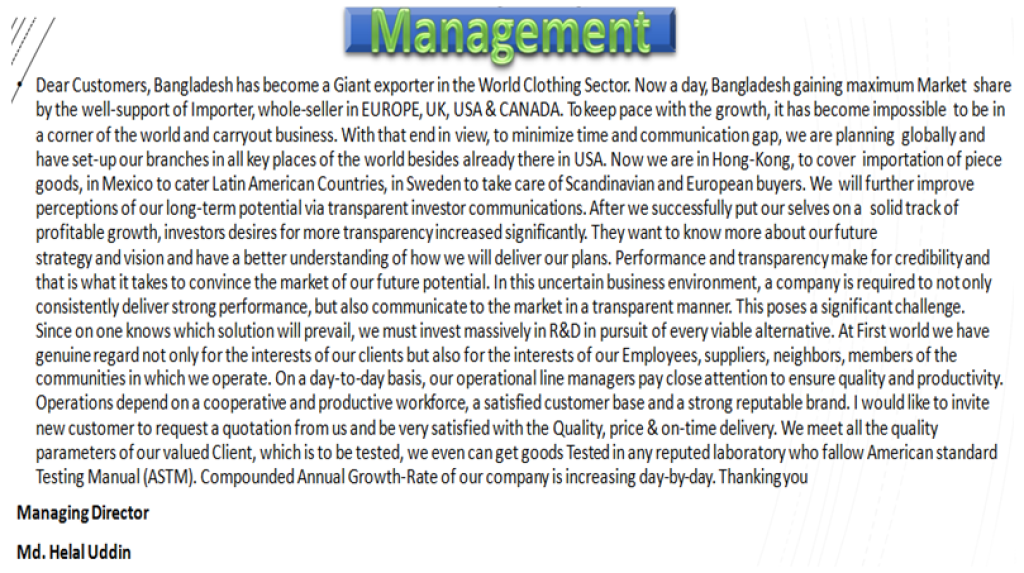 Management
• Dear Customers, Bangladesh has become a Giant exporter in the World Clothing Sector. Now a day, Bangladesh gaining maximum Market share
by the well-support of Importer, whole-seller in EUROPE, UK, USA & CANADA. To keep pace with the growth, it has become impossible to be in
a corner of the world and carryout business. With that end in view, to minimize time and communication gap, we are planning globally and
have set-up our branches in all key places of the world besides already there in USA. Now we are in Hong-Kong, to cover importation of piece
goods, in Mexico to cater Latin American Countries, in Sweden to take care of Scandinavian and European buyers. We will further improve
perceptions of our long-term potential via transparent investor communications. After we successfully put our selves on a solid track of
profitable growth, investors desires for more transparency increased significantly. They want to know more about our future
strategy and vision and have a better understanding of how we will deliver our plans. Performance and transparency make for credibility and
that is what it takes to convince the market of our future potential. In this uncertain business environment, a company is required to not only
consistently deliver strong performance, but also communicate to the market in a transparent manner. This poses a significant challenge.
Since on one knows which solution will prevail, we must invest massively in R&D in pursuit of every viable alternative. At First world we have
genuine regard not only for the interests of our clients but also for the interests of our Employees, suppliers, neighbors, members of the
communities in which we operate. On a day-to-day basis, our operational line managers pay close attention to ensure quality and productivity.
Operations depend on a cooperative and productive workforce, a satisfied customer base and a strong reputable brand. I would like to invite
new customer to request a quotation from us and be very satisfied with the Quality, price & on-time delivery. We meet all the quality
parameters of our valued Client, which is to be tested, we even can get goods Tested in any reputed laboratory who fallow American standard
Testing Manual (ASTM). Compounded Annual Growth-Rate of our company is increasing day-by-day. Thanking you
Managing Director
Md. Helal Uddin